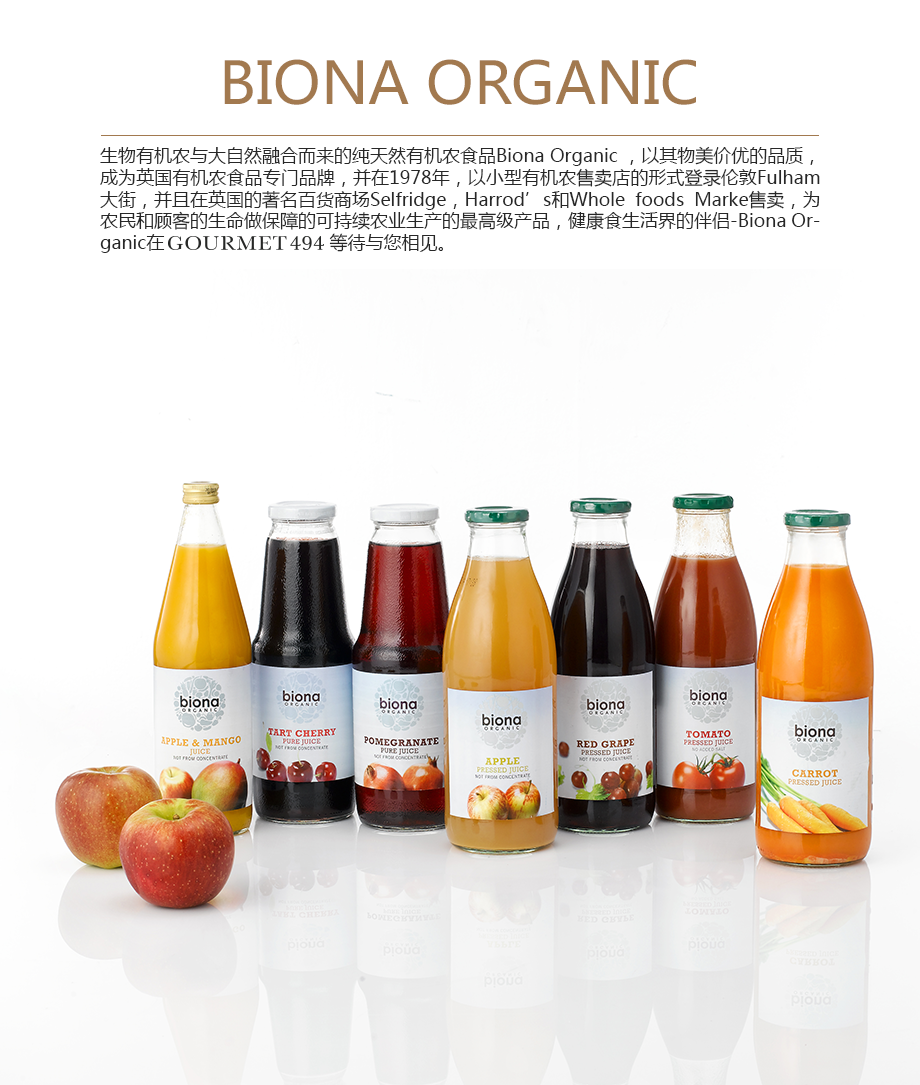 BIONA ORGANIC
生物有机农与大自然融合而来的纯天然有机农食品Biona Organic ，以其物美价优的品质，
成为英国有机农食品专门品牌，并在1978年，以小型有机农售卖店的形式登录伦敦Fulham
大街，并且在英国的著名百货商场Selfridge，Harrod’s和Whole foods Marke售卖，为
农民和顾客的生命做保障的可持续农业生产的最高级产品，健康食生活界的伴侣-Biona Or-
ganic在GOURMET 494 等待与您相见。
biona
ORGANIC
APPLE & MANGO
JUICE
NOT FROM CONCENTRATE
biona
ORGANIC
TART CHERRY
PURE JUICE
NOT FROM CONCENTRATE
biona
ORGANIC
POMEGRANATE
PURE JUICE
NOT FROM CONCENTRATE
biona
ORGANIC
APPLE
PRESSED JUICE
NOT FROM CONCENTRATE
biona
ORGANIC
RED GRAPE
PRESSED JUICE
NOT FROM CONCENTRATE
biona
ORGANIC
TOMATO
PRESSED JUICE
NO ADDED SALT
biona
ORGANIC
CARROT
PRESSED JUICE